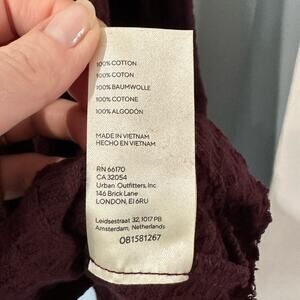 100% COTTON
100% COTON
100% BAUMWOLLE
100% COTONE
100% ALGODÓN
MADE IN VIETNAM
HECHO EN VIETNAM
RN 66170
CA 32054
Urban Outfitters, Inc
146 Brick Lane
LONDON, E1 6RU
Leidsestraat 32, 1017 PB
Amsterdam, Netherlands
OB1581267